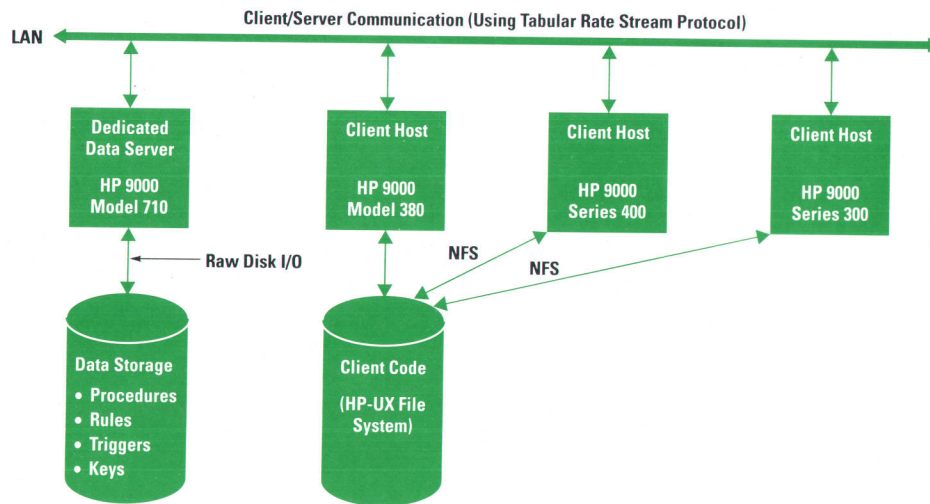 Client/Server Communication (Using Tabular Rate Stream Protocol)
LAN
Dedicated
Data Server
HP 9000
Model 710
Client Host
HP 9000
Model 380
Client Host
HP 9000
Series 400
Client Host
HP 9000
Series 300
Raw Disk I/O
NFS
NFS
Data Storage
• Procedures
• Rules
• Triggers
• Keys
Client Code
(HP-UX File
System)